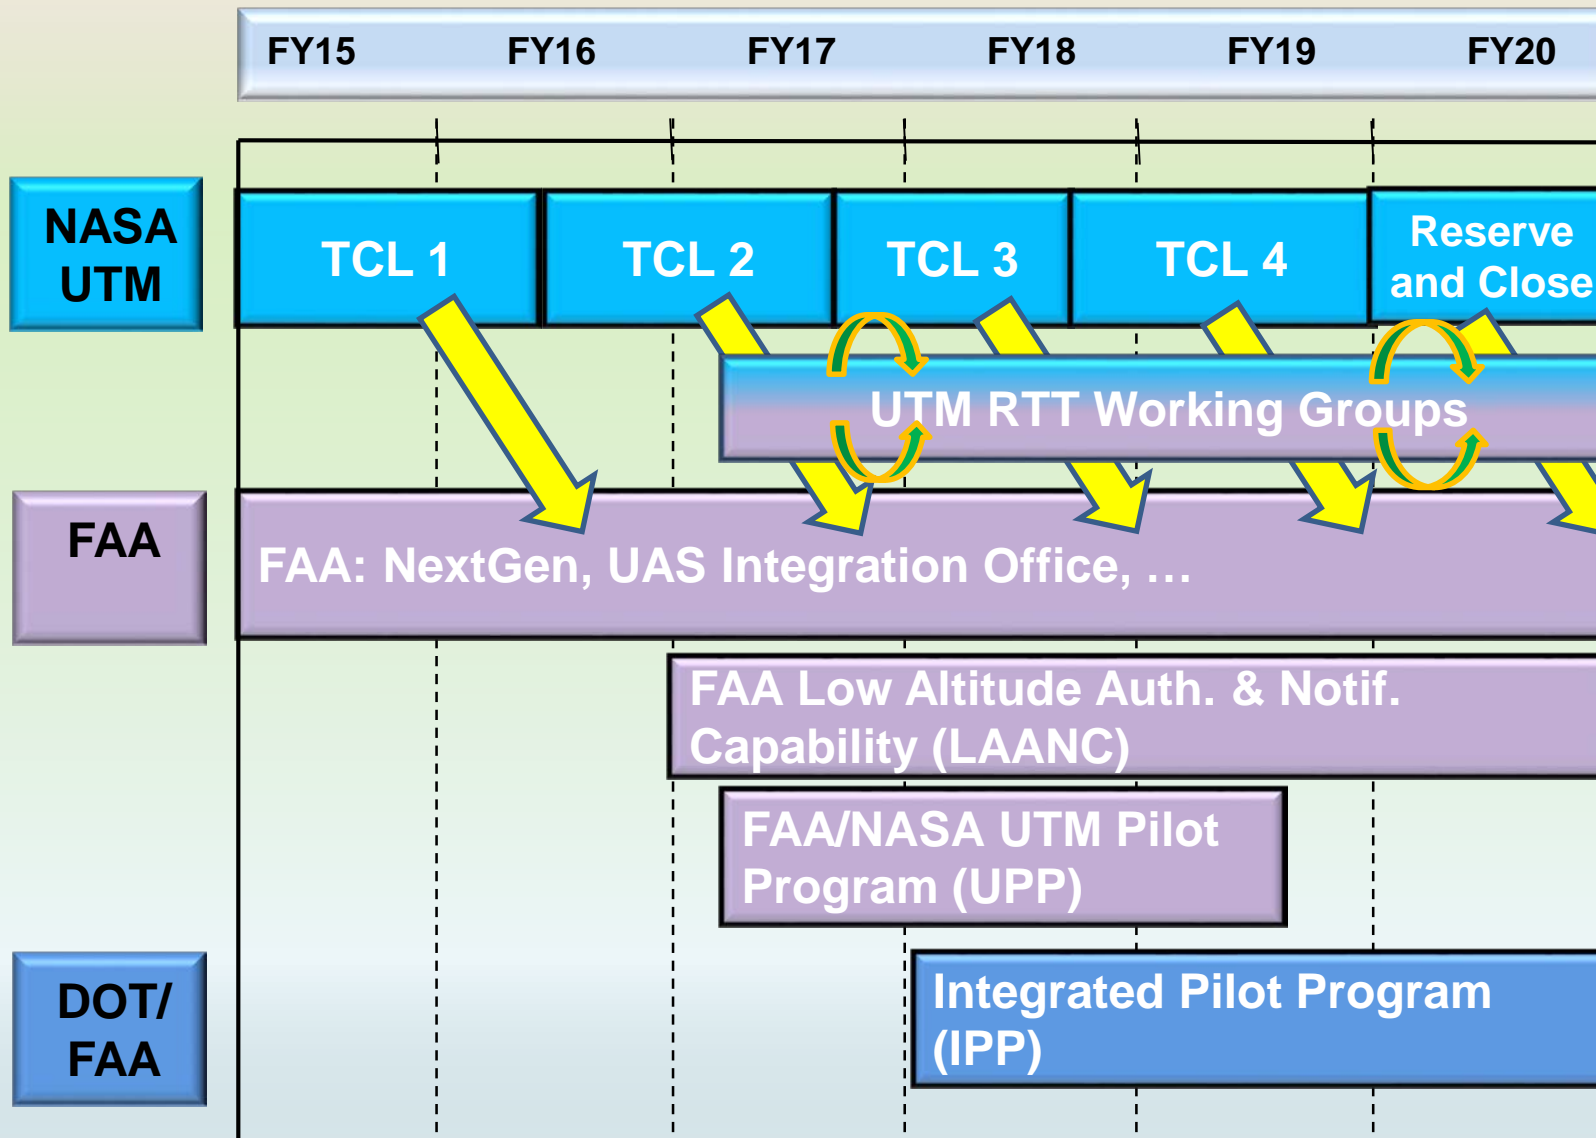 FY15 FY16 FY17 FY18 FY19 FY20
NASA
UTM
TCL 1
TCL 2
TCL 3
TCL 4
Reserve
and Close
UTM RTT Working Groups
FAA
FAA: NextGen, UAS Integration Office, …
FAA Low Altitude Auth. & Notif.
Capability (LAANC)
FAA/NASA UTM Pilot
Program (UPP)
DOT/
FAA
Integrated Pilot Program
(IPP)